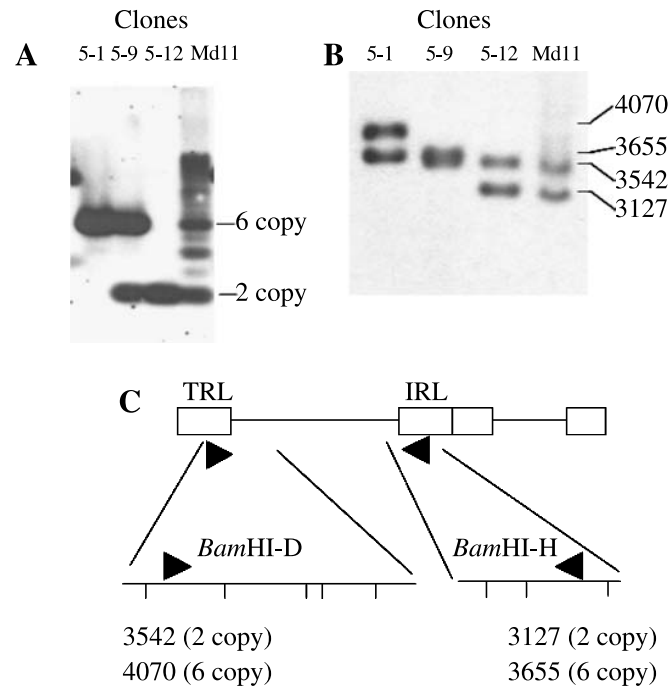 Clones
A 5-1 5-9 5-12 Md11
6 copy
2 copy
Clones
B 5-1 5-9 5-12 Md11
4070
3655
3542
3127
C TRL IRL
BamHI-D BamHI-H
3542 (2 copy) 3127 (2 copy)
4070 (6 copy) 3655 (6 copy)